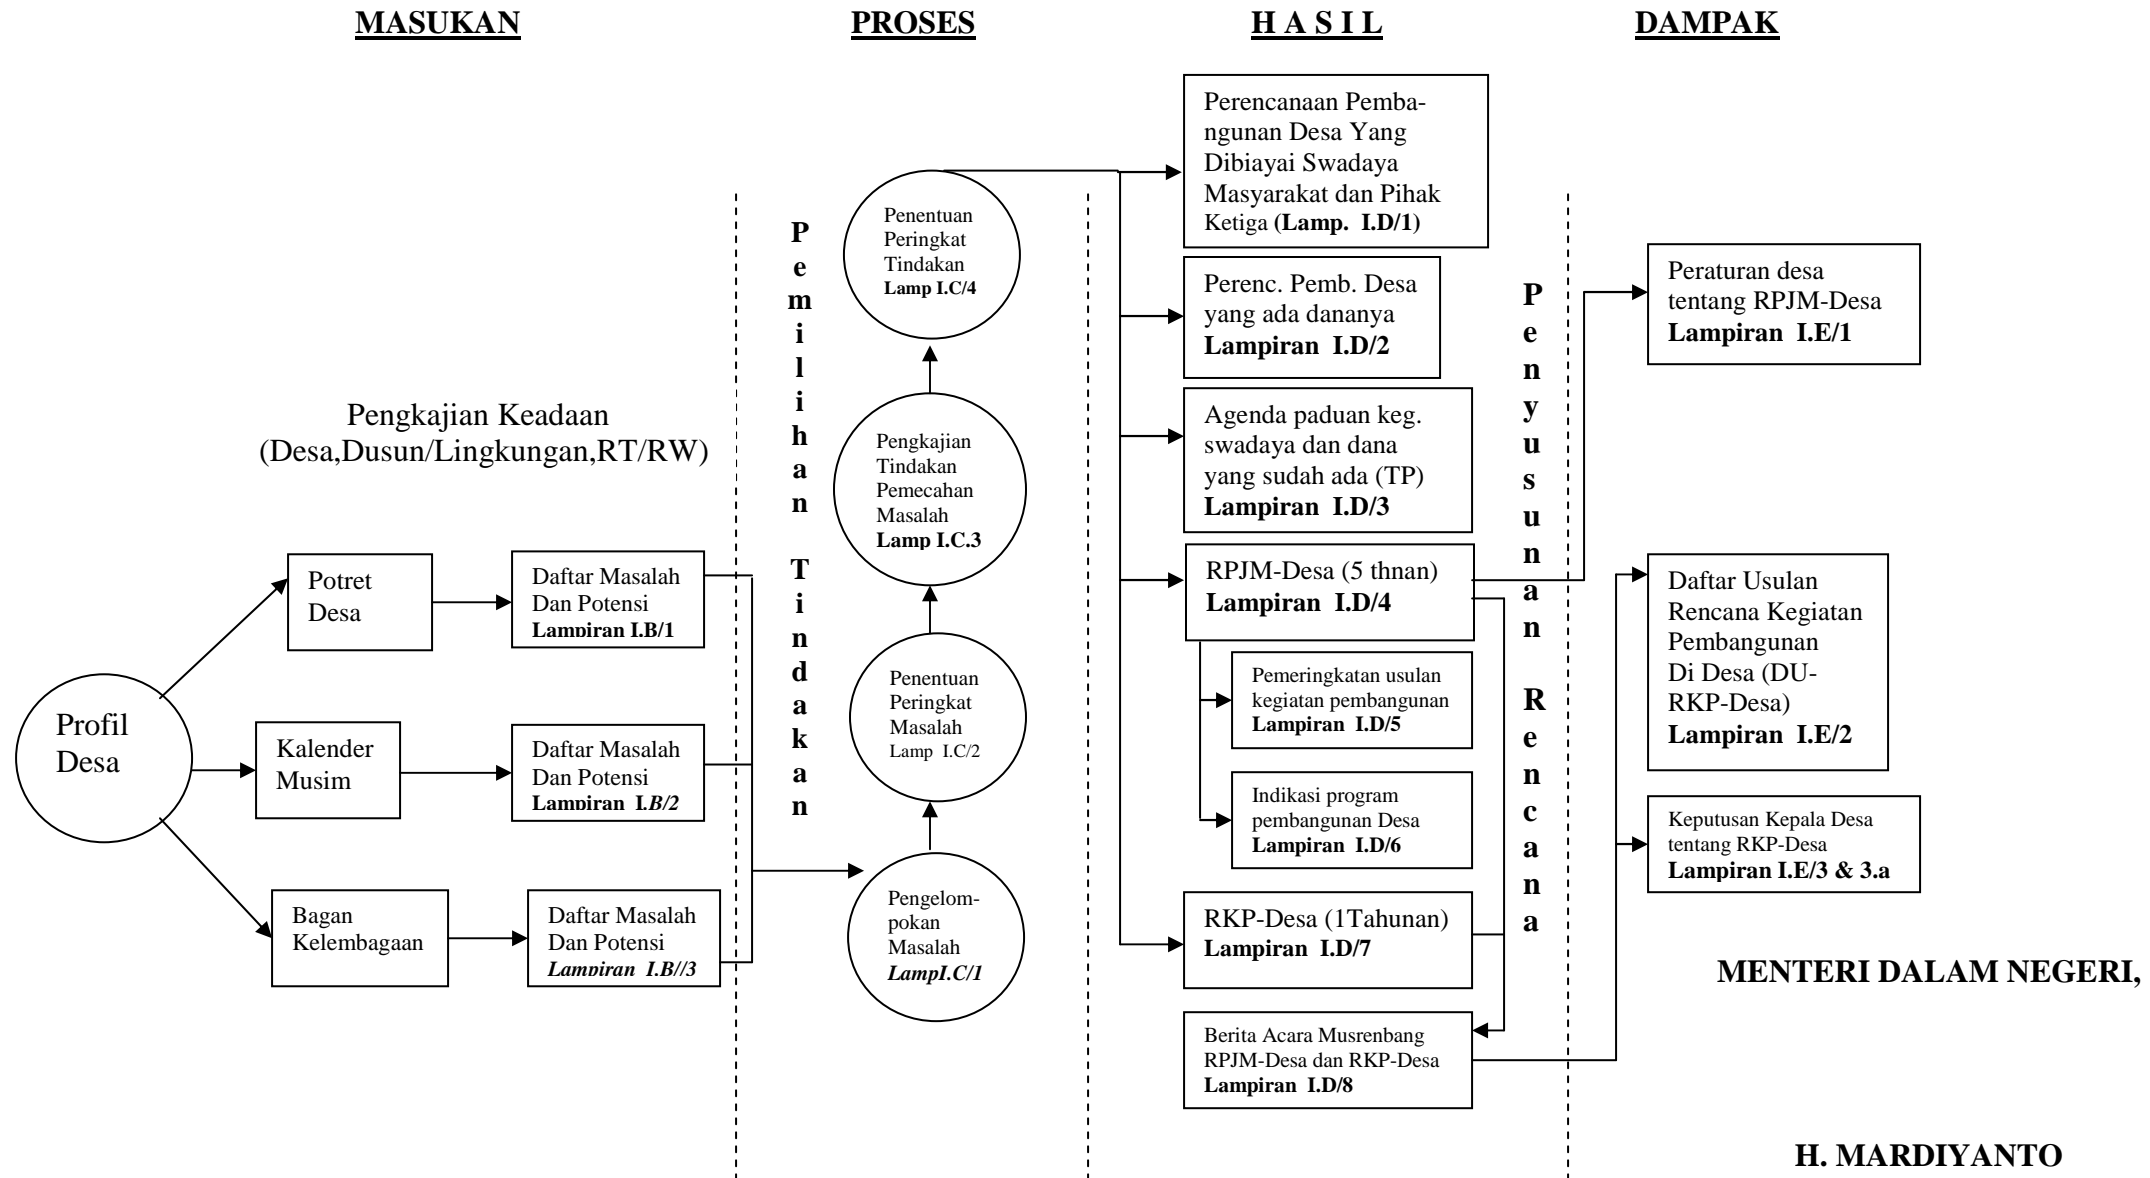 MASUKAN
PROSES
H A S I L
DAMPAK
Pengkajian Keadaan
(Desa,Dusun/Lingkungan,RT/RW)
Profil
Desa
Potret
Desa
Daftar Masalah
Dan Potensi
Lampiran I.B/1
Kalender
Musim
Daftar Masalah
Dan Potensi
Lampiran I.B/2
Bagan
Kelembagaan
Daftar Masalah
Dan Potensi
Lampiran I.B//3
Pemilihan Tindakan
Penentuan
Peringkat
Tindakan
Lamp I.C/4
Pengkajian
Tindakan
Pemecahan
Masalah
Lamp I.C.3
Penentuan
Peringkat
Masalah
Lamp I.C/2
Pengelom-
pokan
Masalah
LampI.C/1
Perencanaan Pemba-
ngunan Desa Yang
Dibiayai Swadaya
Masyarakat dan Pihak
Ketiga (Lamp. I.D/1)
Perenc. Pemb. Desa
yang ada dananya
Lampiran I.D/2
Agenda paduan keg.
swadaya dan dana
yang sudah ada (TP)
Lampiran I.D/3
RPJM-Desa (5 thnan)
Lampiran I.D/4
Pemeringkatan usulan
kegiatan pembangunan
Lampiran I.D/5
Indikasi program
pembangunan Desa
Lampiran I.D/6
RKP-Desa (1Tahunan)
Lampiran I.D/7
Berita Acara Musrenbang
RPJM-Desa dan RKP-Desa
Lampiran I.D/8
Penyusunan Rencana
Peraturan desa
tentang RPJM-Desa
Lampiran I.E/1
Daftar Usulan
Rencana Kegiatan
Pembangunan
Di Desa (DU-
RKP-Desa)
Lampiran I.E/2
Keputusan Kepala Desa
tentang RKP-Desa
Lampiran I.E/3 & 3.a
MENTERI DALAM NEGERI,
H. MARDIYANTO